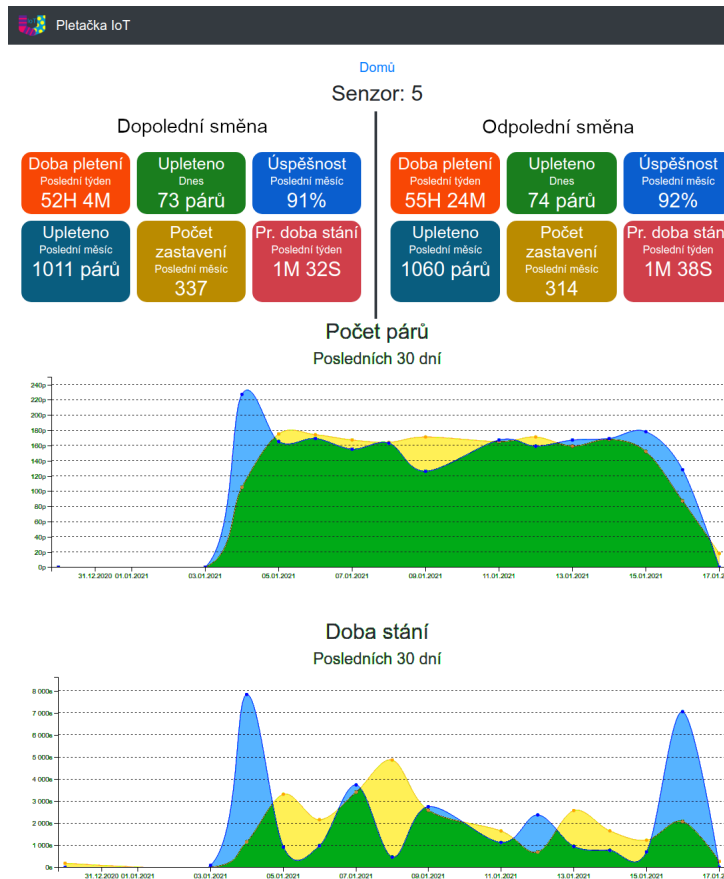 Pletačka IoT
Domů
Senzor: 5
Dopolední směna
Doba pletení
Poslední týden
52H 4M
Upleteno
Dnes
73 párů
Úspěšnost
Poslední měsíc
91%
Upleteno
Poslední měsíc
1011 párů
Počet
zastavení
Poslední měsíc
337
Pr. doba stání
Poslední týden
1M 32S
Odpolední směna
Doba pletení
Poslední týden
55H 24M
Upleteno
Dnes
74 párů
Úspěšnost
Poslední měsíc
92%
Upleteno
Poslední měsíc
1060 párů
Počet
zastavení
Poslední měsíc
314
Pr. doba stání
Poslední týden
1M 38S
Počet párů
Posledních 30 dní
240p
220p
200p
180p
160p
140p
120p
100p
80p
60p
40p
20p
0p
31.12.2020 01.01.2021 03.01.2021 05.01.2021 07.01.2021 09.01.2021 11.01.2021 13.01.2021 15.01.2021 17.01.2
Doba stání
Posledních 30 dní
8 000s
7 000s
6 000s
5 000s
4 000s
3 000s
2 000s
1 000s
0s
31.12.2020 01.01.2021 03.01.2021 05.01.2021 07.01.2021 09.01.2021 11.01.2021 13.01.2021 15.01.2021 17.01.2